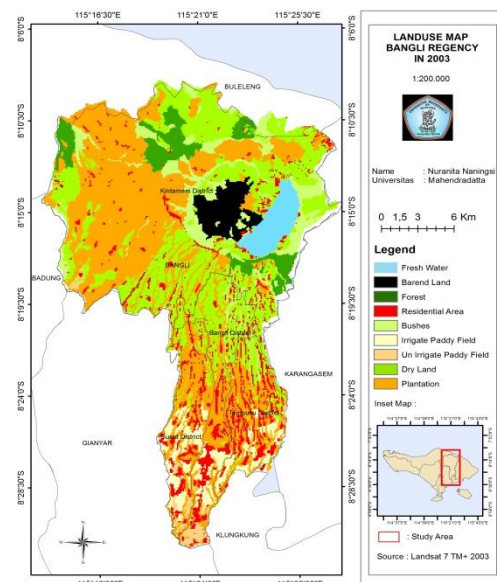 115°16'30"E 115°21'0"E 115°25'30"E
8°6'0"S 8°6'0"S
BULELENG
8°10'30"S 8°10'30"S
Kintamani District
8°15'0"S 8°15'0"S
BANGLI
BADUNG
8°19'30"S 8°19'30"S
Bangli District
KARANGASEM
8°24'0"S 8°24'0"S
Tembuku District
GIANYAR
Susut District
8°28'30"S 8°28'30"S
KLUNGKUNG
LANDUSE MAP
BANGLI REGENCY
IN 2003
1:200.000
Name : Nuranita Naningsi
Universitas : Mahendradatta
0 1,5 3 6 Km
Legend
Fresh Water
Barend Land
Forest
Residential Area
Bushes
Irrigate Paddy Field
Un Irrigate Paddy Field
Dry Land
Plantation
Inset Map :
: Study Area
Source : Landsat 7 TM+ 2003